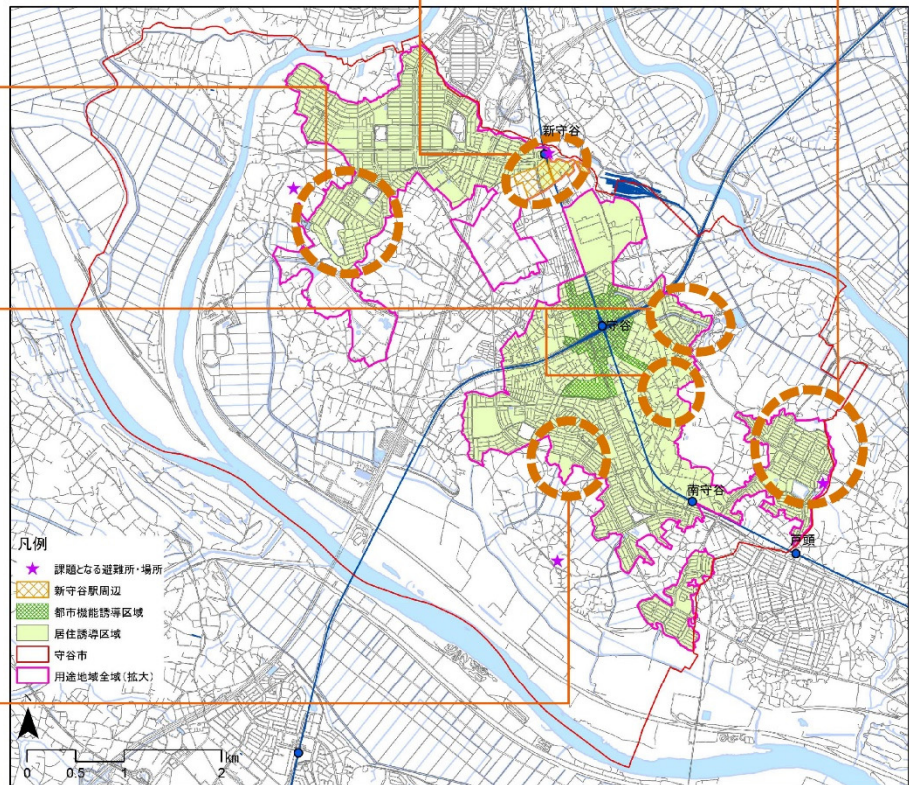 新守谷
守谷
南守谷
戸頭
凡例
課題となる避難所・場所
新守谷駅周辺
都市機能誘導区域
居住誘導区域
守谷市
用途地域全域(拡大)
0 0.5 1 2
km